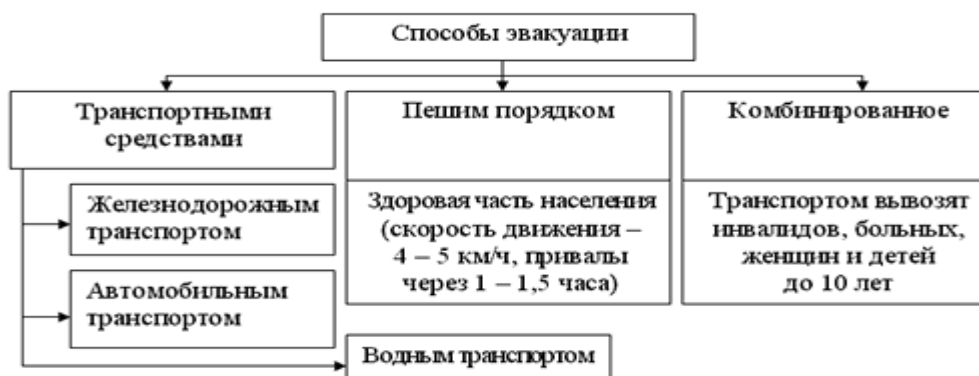 Способы эвакуации
Транспортными
средствами
Пешим порядком
Комбинированное
Железнодорожным
транспортом
Автомобильным
транспортом
Водным транспортом
Здоровая часть населения
(скорость движения –
4 – 5 км/ч, привалы
через 1 – 1,5 часа)
Транспортом вывозят
инвалидов, больных,
женщин и детей
до 10 лет